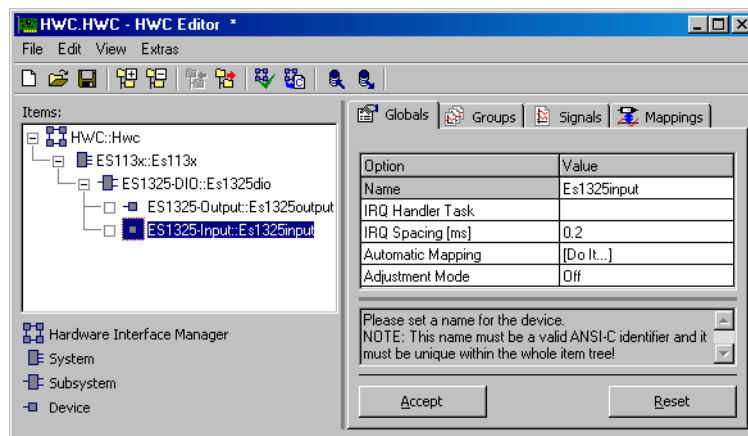 HWC.HWC - HWC Editor *
File Edit View Extras
Items:
HWC::Hwc
ES113x::Es113x
ES1325-DIO::Es1325dio
ES1325-Output::Es1325output
ES1325-Input::Es1325input
Hardware Interface Manager
System
Subsystem
Device
Globals Groups Signals Mappings
Option Value
Name Es1325input
IRQ Handler Task
IRQ Spacing [ms] 0.2
Automatic Mapping [Do It...]
Adjustment Mode Off
Please set a name for the device.
NOTE: This name must be a valid ANSI-C identifier and it
must be unique within the whole item tree!
Accept Reset